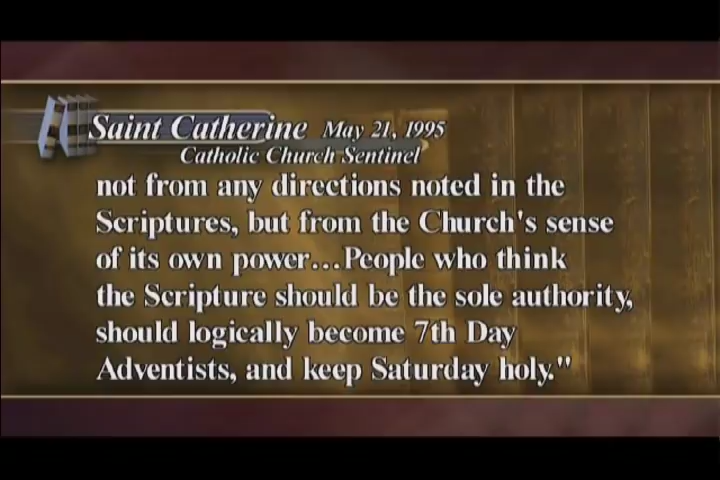 Saint Catherine May 21, 1995
Catholic Church Sentinel
not from any directions noted in the
Scriptures, but from the Church's sense
of its own power...People who think
the Scripture should be the sole authority,
should logically become 7th Day
Adventists, and keep Saturday holy."